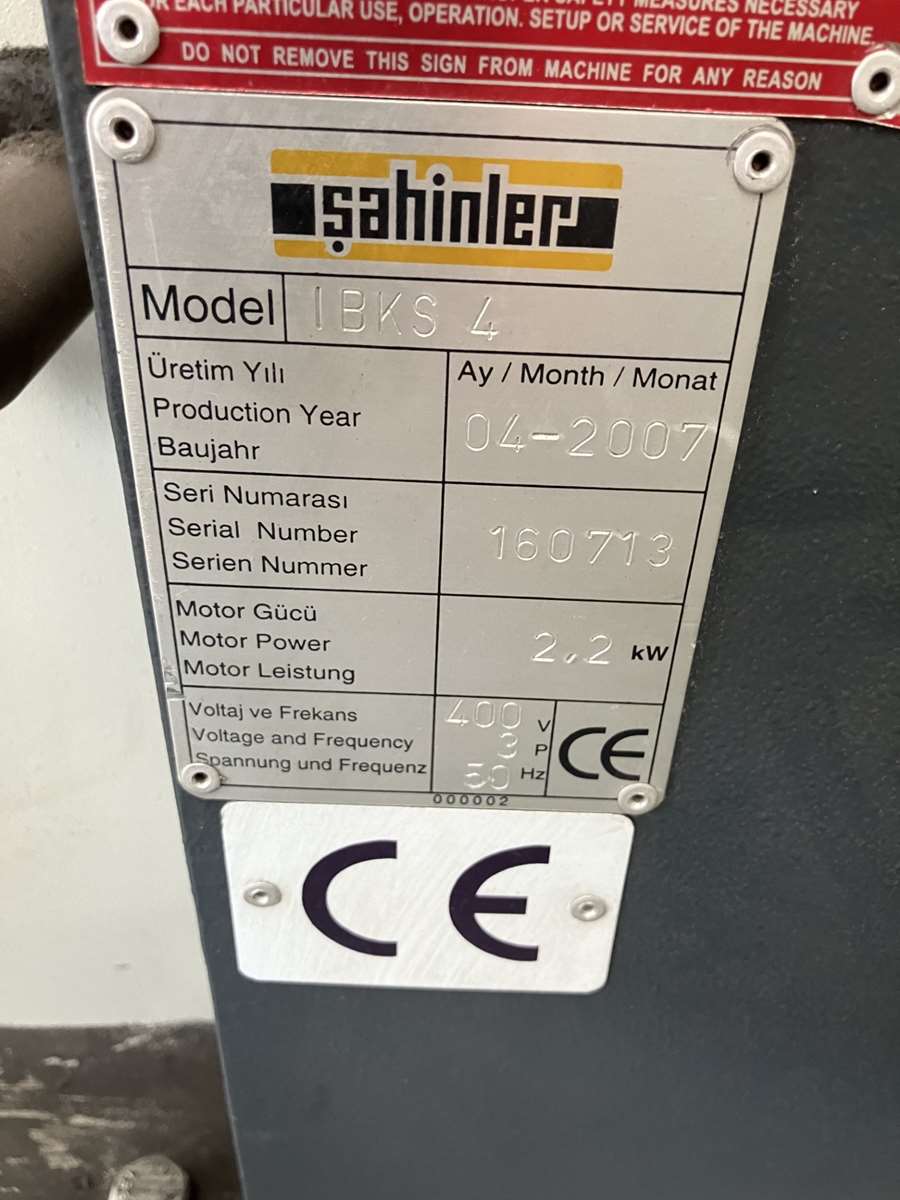 R EACH PARTICULAR USE, OPERATION. SETUP OR SERVICE OF THE MACHINE.
DO NOT REMOVE THIS SIGN FROM MACHINE FOR ANY REASON
şahinler
Model IBKS 4
Üretim Yılı
Production Year
Baujahr
Ay / Month / Monat
04-2007
Seri Numarası
Serial Number
Serien Nummer
160713
Motor Gücü
Motor Power
Motor Leistung
2,2 kW
Voltaj ve Frekans
Voltage and Frequency
Spannung und Frequenz
400 V
3 P
50 Hz
CE
000002
CE